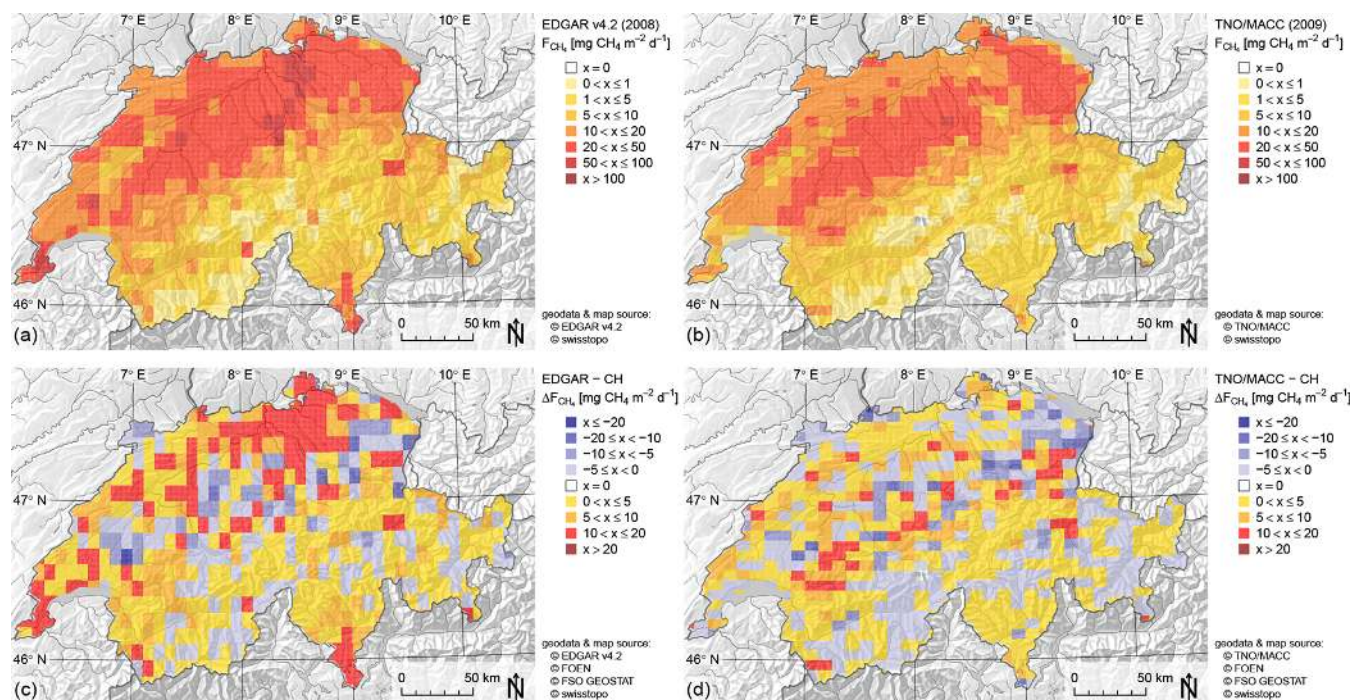 7° E 8° E 9° E 10° E
47° N
46° N
(a)
EDGAR v4.2 (2008)
F_CH₄ [mg CH₄ m⁻² d⁻¹]
x = 0
0 < x ≤ 1
1 < x ≤ 5
5 < x ≤ 10
10 < x ≤ 20
20 < x ≤ 50
50 < x ≤ 100
x > 100
geodata & map source:
© EDGAR v4.2
© swisstopo
0 50 km
N
7° E 8° E 9° E 10° E
47° N
46° N
(b)
TNO/MACC (2009)
F_CH₄ [mg CH₄ m⁻² d⁻¹]
x = 0
0 < x ≤ 1
1 < x ≤ 5
5 < x ≤ 10
10 < x ≤ 20
20 < x ≤ 50
50 < x ≤ 100
x > 100
geodata & map source:
© TNO/MACC
© swisstopo
0 50 km
N
7° E 8° E 9° E 10° E
47° N
46° N
(c)
EDGAR – CH
ΔF_CH₄ [mg CH₄ m⁻² d⁻¹]
x ≤ −20
−20 ≤ x < −10
−10 ≤ x < −5
−5 ≤ x < 0
x = 0
0 < x ≤ 5
5 < x ≤ 10
10 < x ≤ 20
x > 20
geodata & map source:
© EDGAR v4.2
© FOEN
© FSO GEOSTAT
© swisstopo
0 50 km
N
7° E 8° E 9° E 10° E
47° N
46° N
(d)
TNO/MACC – CH
ΔF_CH₄ [mg CH₄ m⁻² d⁻¹]
x ≤ −20
−20 ≤ x < −10
−10 ≤ x < −5
−5 ≤ x < 0
x = 0
0 < x ≤ 5
5 < x ≤ 10
10 < x ≤ 20
x > 20
geodata & map source:
© TNO/MACC
© FOEN
© FSO GEOSTAT
© swisstopo
0 50 km
N